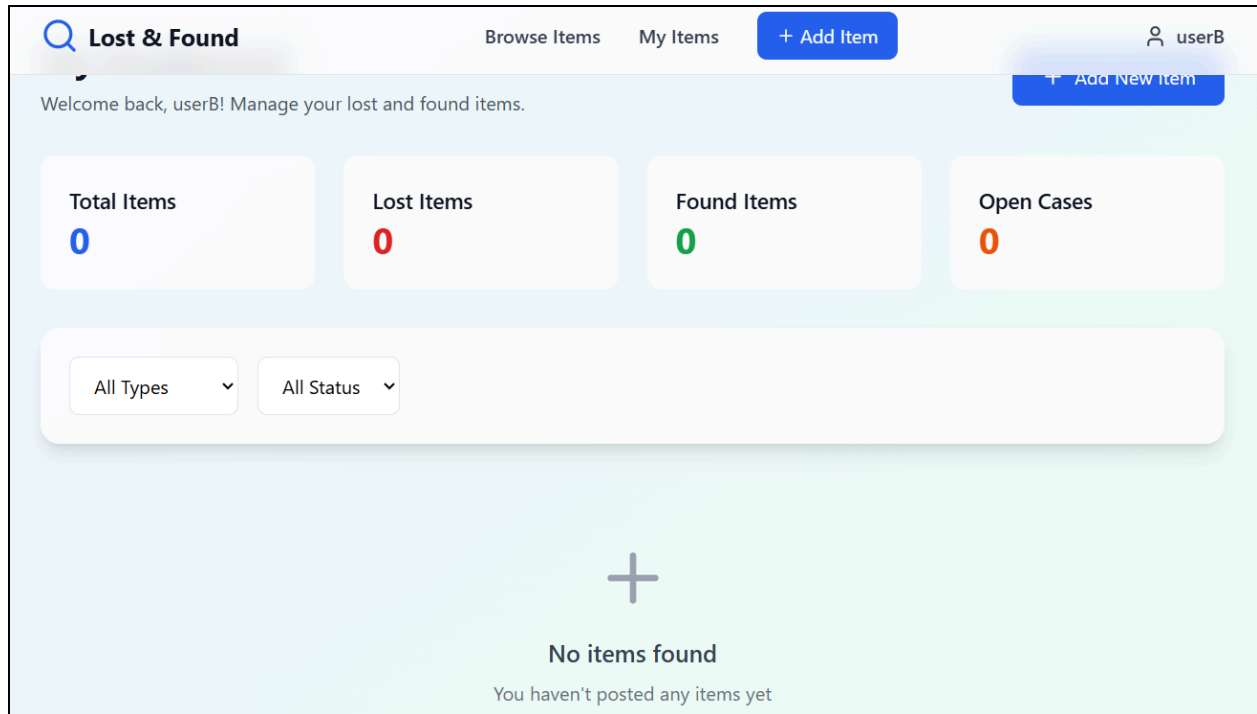 Lost & Found
Browse Items
My Items
+ Add Item
userB
+ Add New Item
Welcome back, userB! Manage your lost and found items.
Total Items
0
Lost Items
0
Found Items
0
Open Cases
0
All Types
All Status
No items found
You haven't posted any items yet